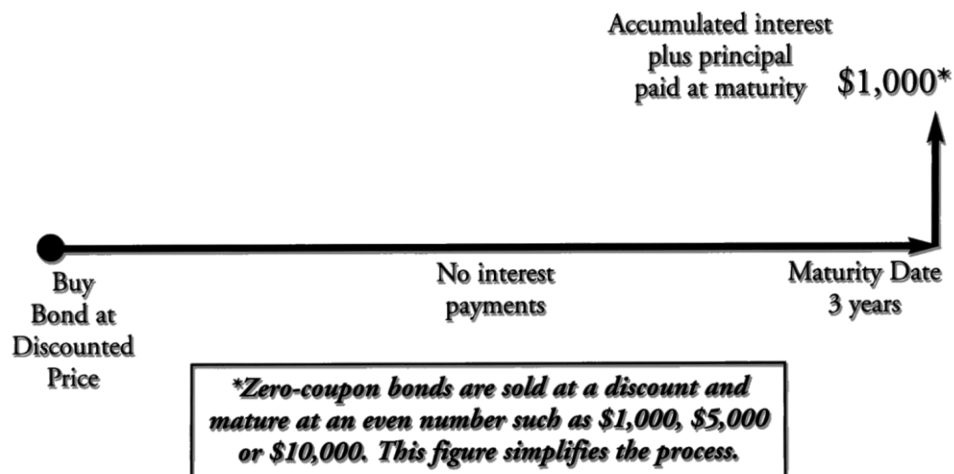 Accumulated interest
plus principal
paid at maturity
$1,000*
Buy
Bond at
Discounted
Price
No interest
payments
Maturity Date
3 years
*Zero-coupon bonds are sold at a discount and
mature at an even number such as $1,000, $5,000
or $10,000. This figure simplifies the process.